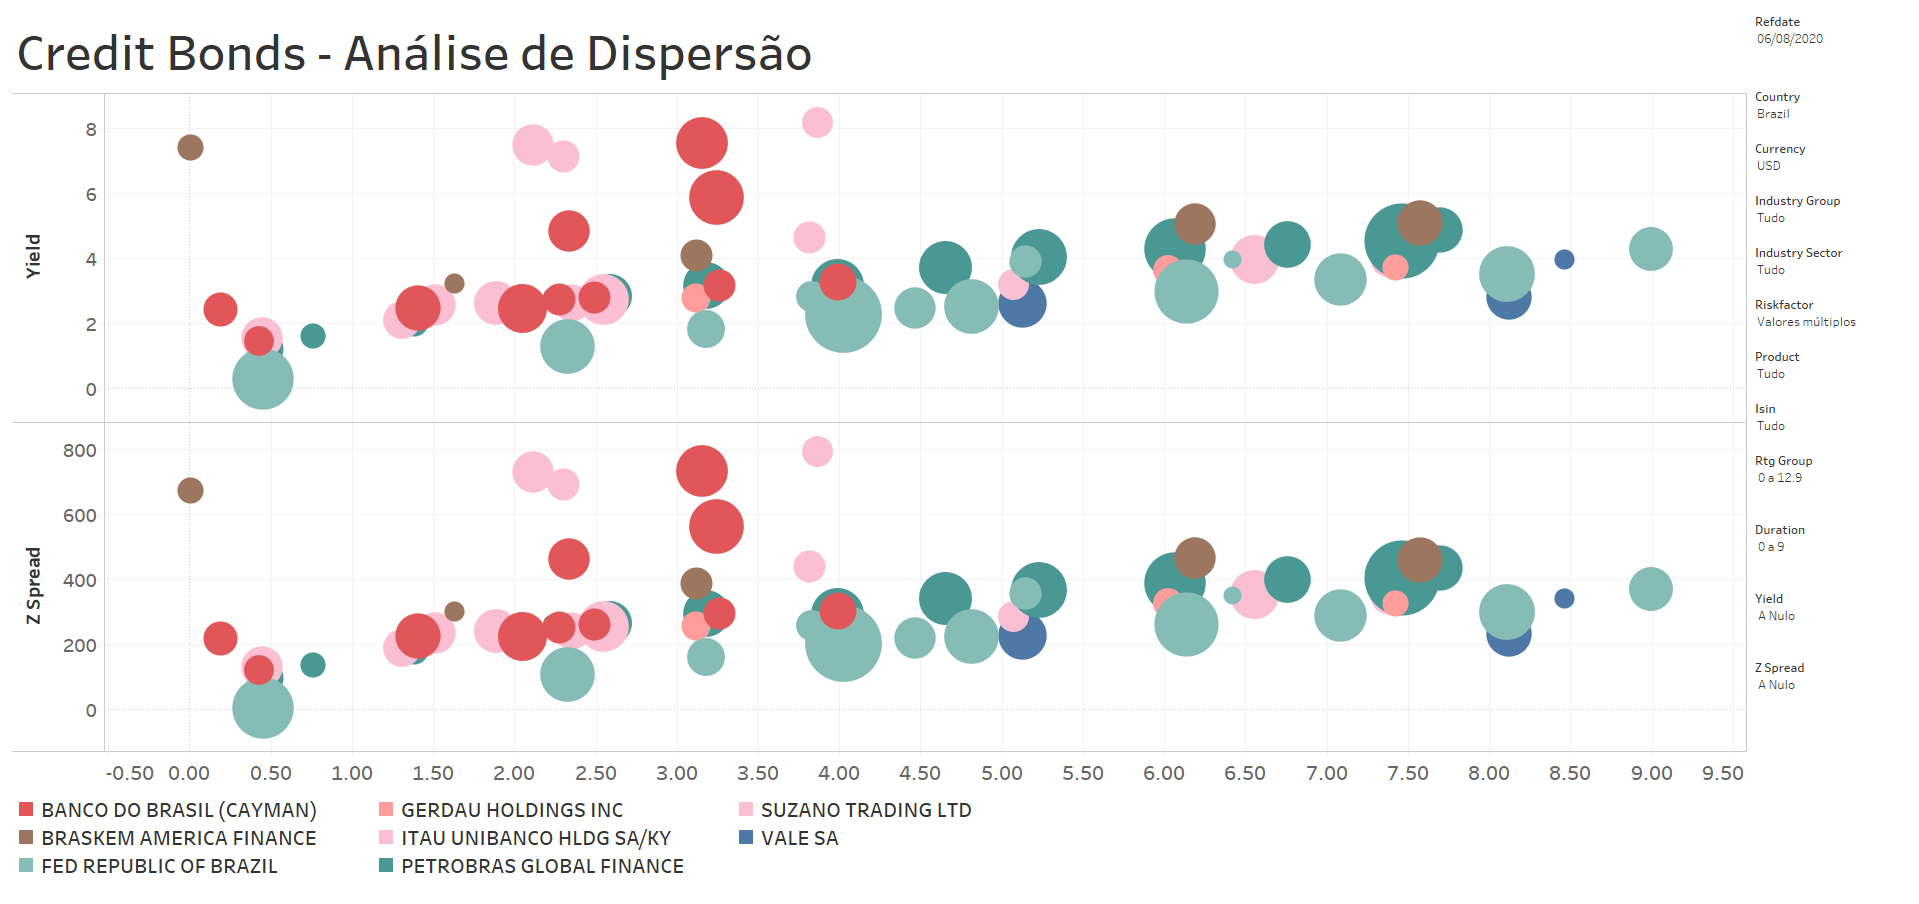 Credit Bonds - Análise de Dispersão
Refdate
06/08/2020
Country
Brazil
Currency
USD
Industry Group
Tudo
Industry Sector
Tudo
Riskfactor
Valores múltiplos
Product
Tudo
Isin
Tudo
Rtg Group
0 a 12.9
Duration
0 a 9
Yield
A Nulo
Z Spread
A Nulo
Yield
8
6
4
2
0
Z Spread
800
600
400
200
0
-0.50 0.00 0.50 1.00 1.50 2.00 2.50 3.00 3.50 4.00 4.50 5.00 5.50 6.00 6.50 7.00 7.50 8.00 8.50 9.00 9.50
BANCO DO BRASIL (CAYMAN) GERDAU HOLDINGS INC SUZANO TRADING LTD
BRASKEM AMERICA FINANCE ITAU UNIBANCO HLDG SA/KY VALE SA
FED REPUBLIC OF BRAZIL PETROBRAS GLOBAL FINANCE